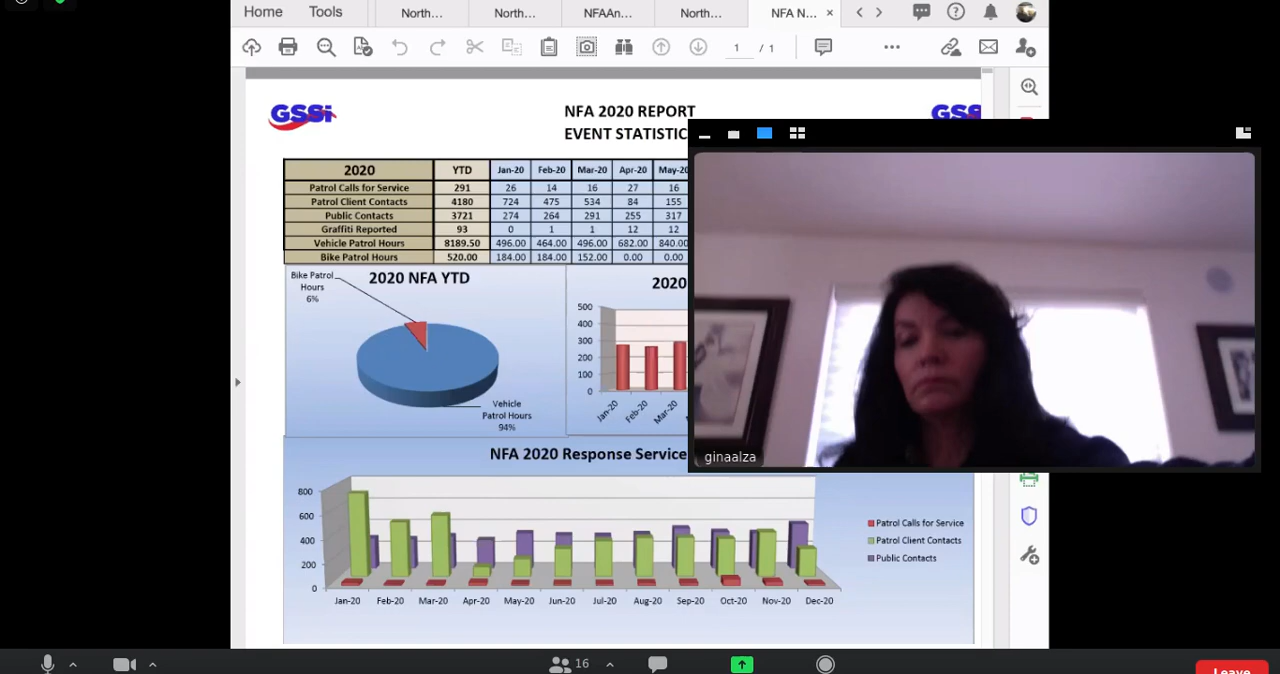 Home Tools North... North... NFAAn... North... NFA N... ×
1 / 1
GSSi NFA 2020 REPORT GSS
EVENT STATISTIC
2020 YTD Jan-20 Feb-20 Mar-20 Apr-20 May-20
Patrol Calls for Service 291 26 14 16 27 16
Patrol Client Contacts 4180 724 475 534 84 155
Public Contacts 3721 274 264 291 255 317
Graffiti Reported 93 0 1 1 12 12
Vehicle Patrol Hours 8189.50 496.00 464.00 496.00 682.00 840.00
Bike Patrol Hours 520.00 184.00 184.00 152.00 0.00 0.00
2020 NFA YTD
Bike Patrol
Hours
6%
Vehicle
Patrol Hours
94%
2020
500
400
300
200
100
0
Jan-20 Feb-20 Mar-20
ginaalza
NFA 2020 Response Service
800
600
400
200
0
Jan-20 Feb-20 Mar-20 Apr-20 May-20 Jun-20 Jul-20 Aug-20 Sep-20 Oct-20 Nov-20 Dec-20
Patrol Calls for Service
Patrol Client Contacts
Public Contacts
16
Leave